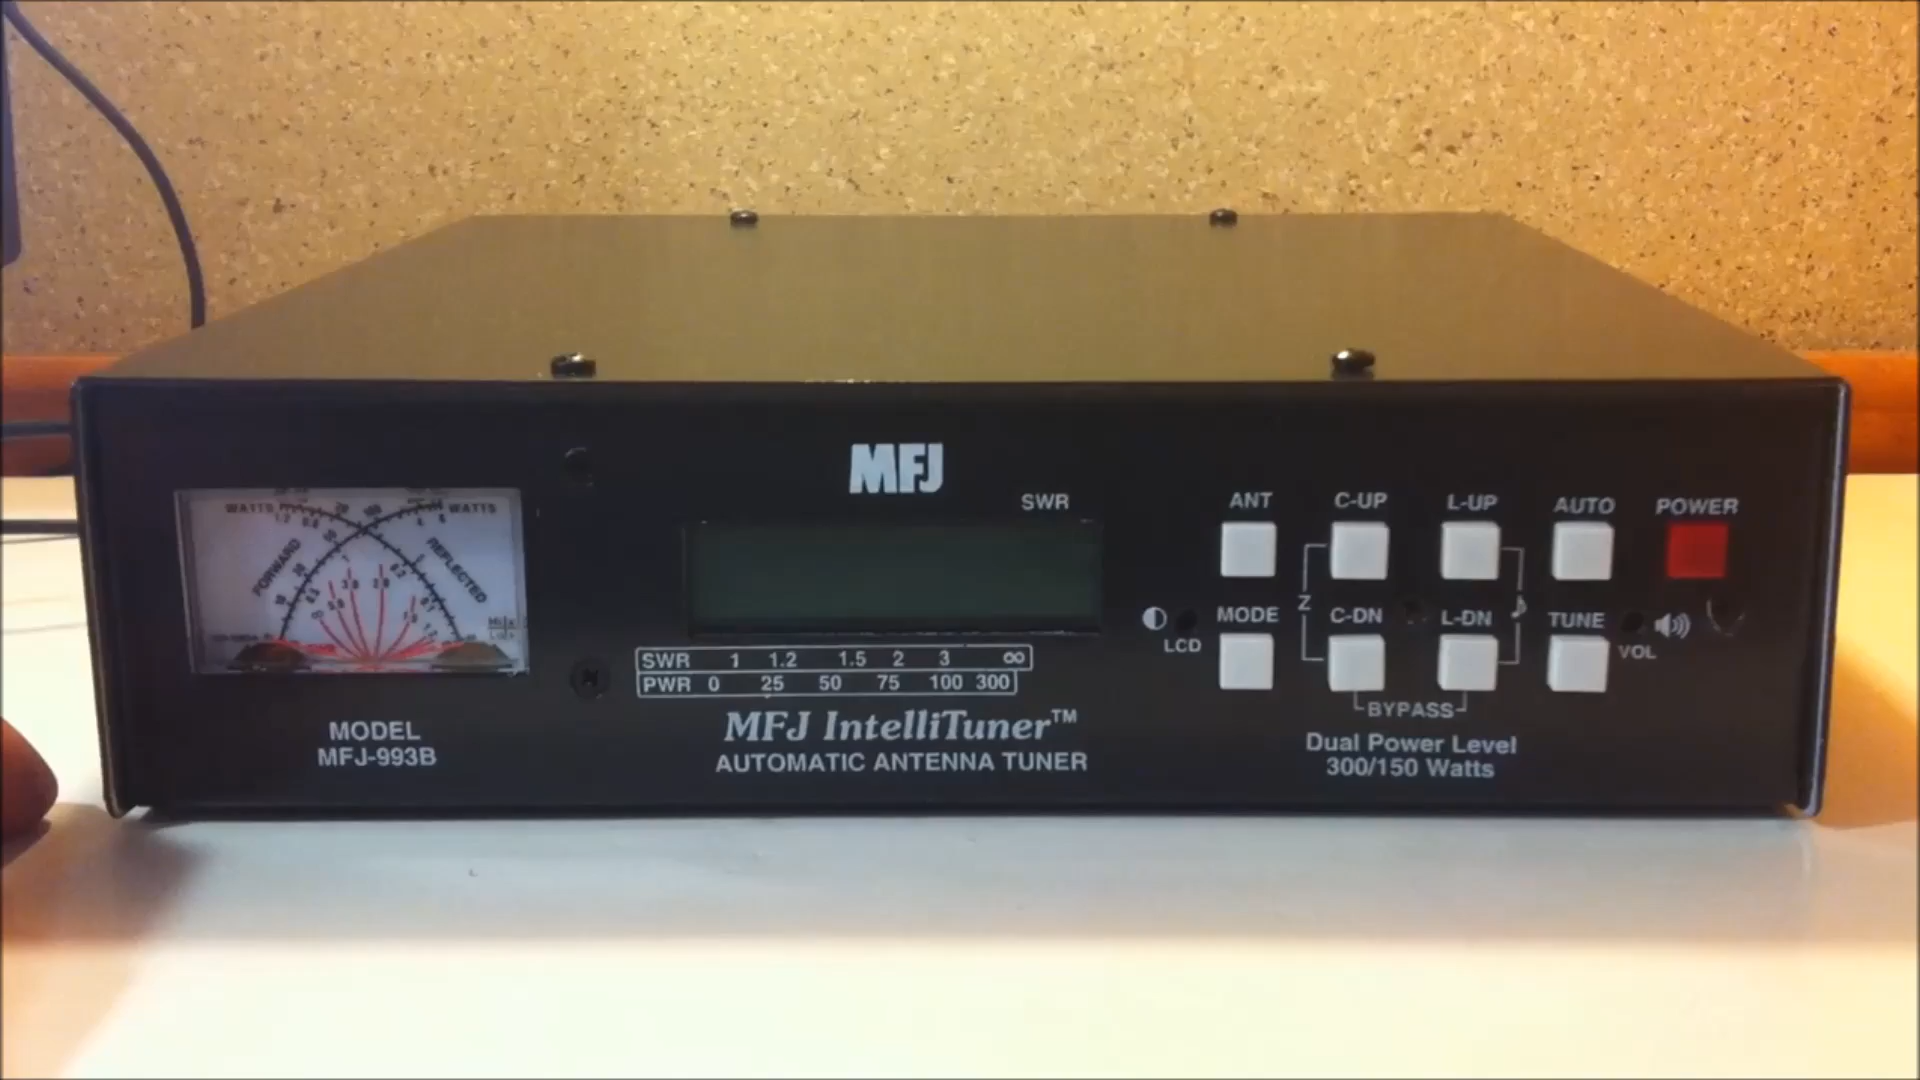 MFJ
SWR
ANT
C-UP
L-UP
AUTO
POWER
WATTS
WATTS
FORWARD
REFLECTED
Z
MODE
C-DN
L-DN
TUNE
LCD
VOL
SWR 1 1.2 1.5 2 3 ∞
PWR 0 25 50 75 100 300
BYPASS
MFJ IntelliTuner™
AUTOMATIC ANTENNA TUNER
MODEL
MFJ-993B
Dual Power Level
300/150 Watts